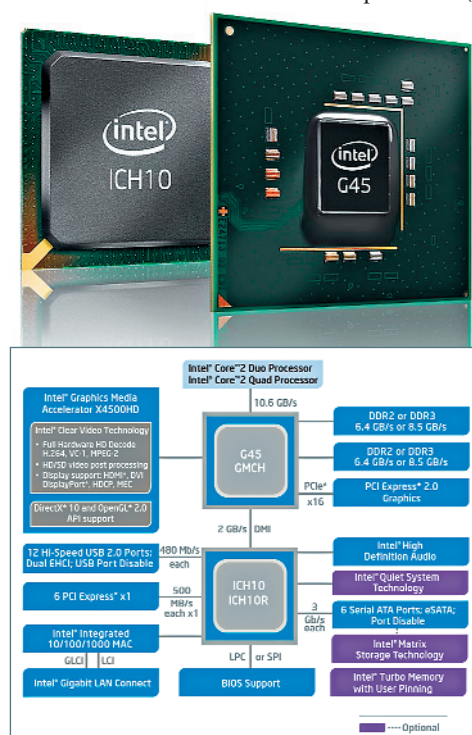 intel
ICH10
intel
G45
Intel® Core™2 Duo Processor
Intel® Core™2 Quad Processor
10.6 GB/s
Intel® Graphics Media
Accelerator X4500HD
Intel® Clear Video Technology
• Full Hardware HD Decode
H.264, VC-1, MPEG-2
• HD/SD video post processing
• Display support: HDMI*, DVI
DisplayPort*, HDCP, MEC
DirectX* 10 and OpenGL* 2.0
API support
G45
GMCH
DDR2 or DDR3
6.4 GB/s or 8.5 GB/s
DDR2 or DDR3
6.4 GB/s or 8.5 GB/s
PCIe*
x16
PCI Express* 2.0
Graphics
2 GB/s
DMI
12 Hi-Speed USB 2.0 Ports;
Dual EHCI; USB Port Disable
480 Mb/s
each
6 PCI Express* x1
500
MB/s
each x1
Intel® Integrated
10/100/1000 MAC
GLCI
LCI
Intel® Gigabit LAN Connect
ICH10
ICH10R
Intel® High
Definition Audio
Intel® Quiet System
Technology
3
Gb/s
each
6 Serial ATA Ports; eSATA;
Port Disable
Intel® Matrix
Storage Technology
Intel® Turbo Memory
with User Pinning
LPC or SPI
BIOS Support
Optional